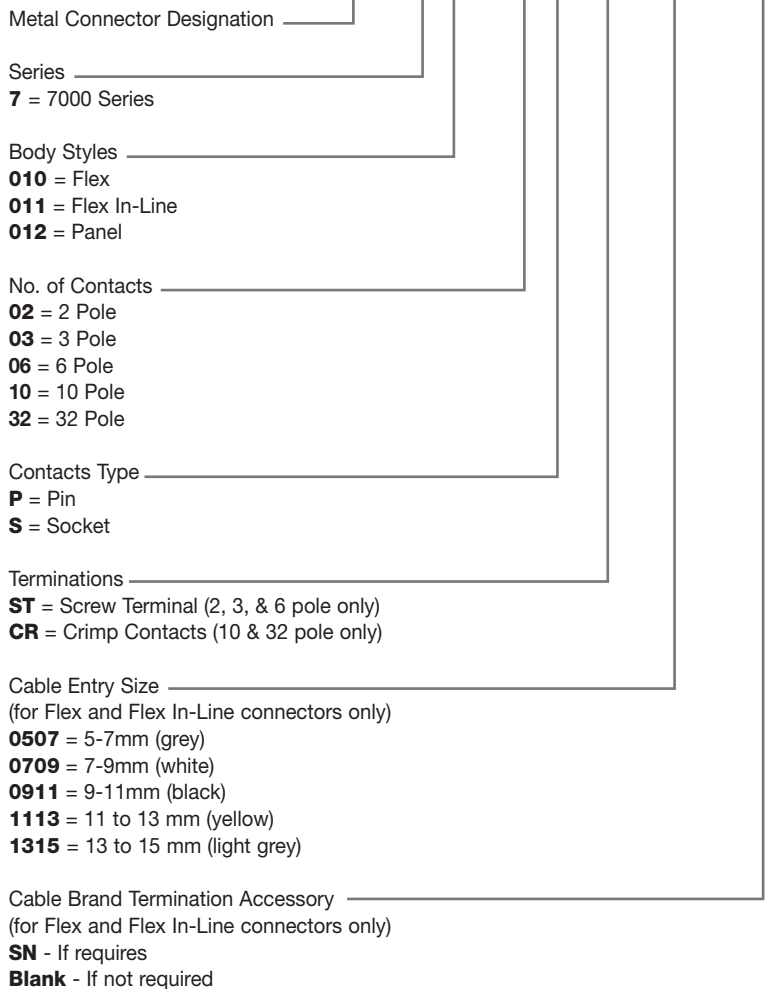 Metal Connector Designation
Series
7 = 7000 Series
Body Styles
010 = Flex
011 = Flex In-Line
012 = Panel
No. of Contacts
02 = 2 Pole
03 = 3 Pole
06 = 6 Pole
10 = 10 Pole
32 = 32 Pole
Contacts Type
P = Pin
S = Socket
Terminations
ST = Screw Terminal (2, 3, & 6 pole only)
CR = Crimp Contacts (10 & 32 pole only)
Cable Entry Size
(for Flex and Flex In-Line connectors only)
0507 = 5-7mm (grey)
0709 = 7-9mm (white)
0911 = 9-11mm (black)
1113 = 11 to 13 mm (yellow)
1315 = 13 to 15 mm (light grey)
Cable Brand Termination Accessory
(for Flex and Flex In-Line connectors only)
SN - If requires
Blank - If not required